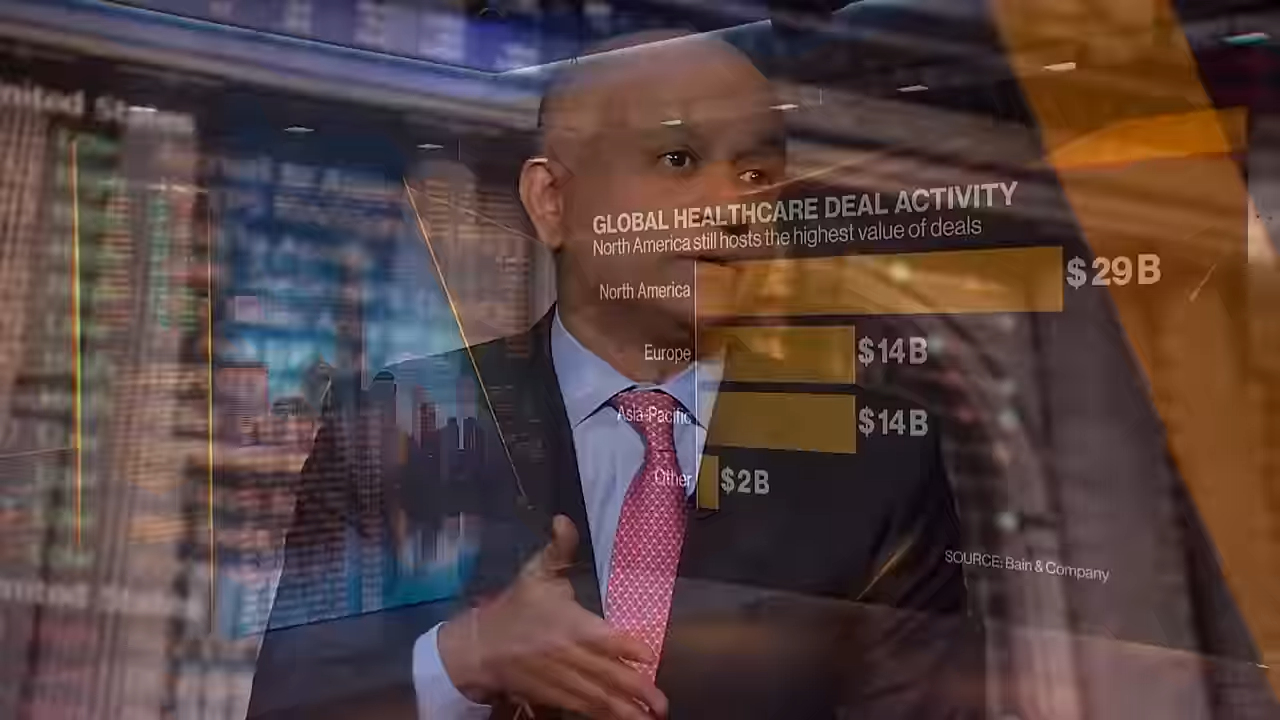 GLOBAL HEALTHCARE DEAL ACTIVITY
North America still hosts the highest value of deals
North America $29B
Europe $14B
Asia-Pacific $14B
Other $2B
SOURCE: Bain & Company